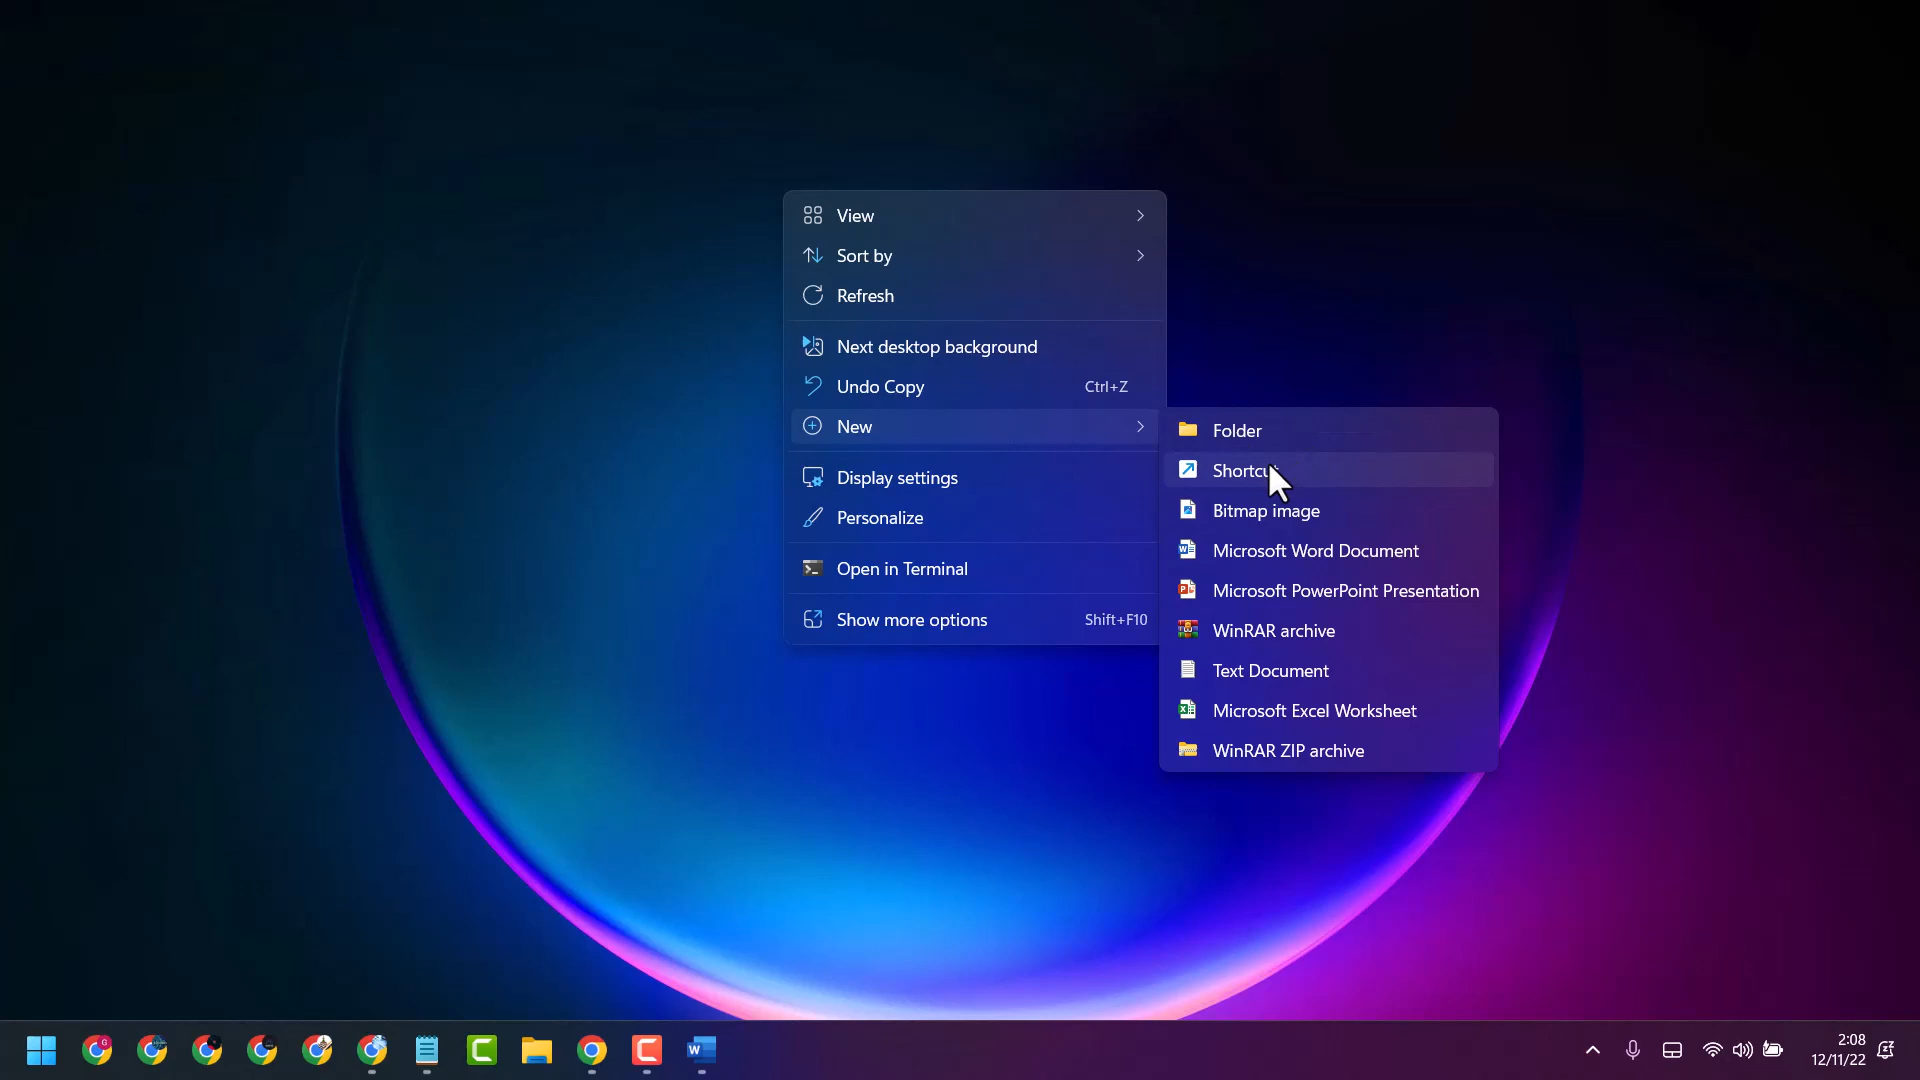 View
Sort by
Refresh
Next desktop background
Undo Copy Ctrl+Z
New
Display settings
Personalize
Open in Terminal
Show more options Shift+F10
Folder
Shortcut
Bitmap image
Microsoft Word Document
Microsoft PowerPoint Presentation
WinRAR archive
Text Document
Microsoft Excel Worksheet
WinRAR ZIP archive
2:08
12/11/22